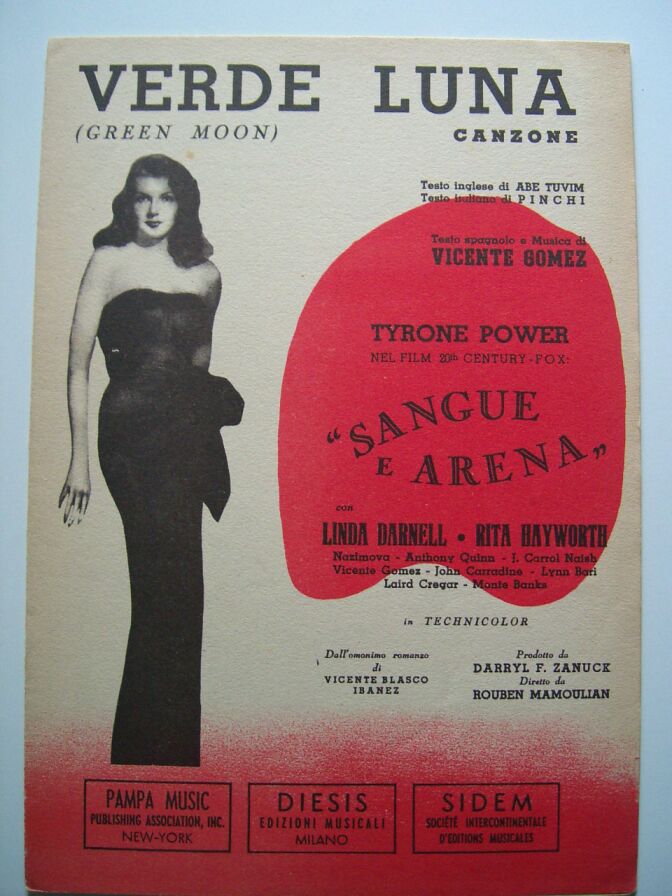 VERDE LUNA
(GREEN MOON)
CANZONE
Testo inglese di ABE TUVIM
Testo italiano di PINCHI
Testo spagnolo e Musica di
VICENTE GOMEZ
TYRONE POWER
NEL FILM 20th CENTURY-FOX:
"SANGUE
E ARENA"
con
LINDA DARNELL • RITA HAYWORTH
Nazimova - Anthony Quinn - J. Carrol Naish
Vicente Gomez - John Carradine - Lynn Bari
Laird Cregar - Monte Banks
in TECHNICOLOR
Dall'omonimo romanzo
di
VICENTE BLASCO
IBANEZ
Prodotto da
DARRYL F. ZANUCK
Diretto da
ROUBEN MAMOULIAN
PAMPA MUSIC
PUBLISHING ASSOCIATION, INC.
NEW-YORK
DIESIS
EDIZIONI MUSICALI
MILANO
SIDEM
SOCIÉTÉ INTERCONTINENTALE
D'EDITIONS MUSICALES